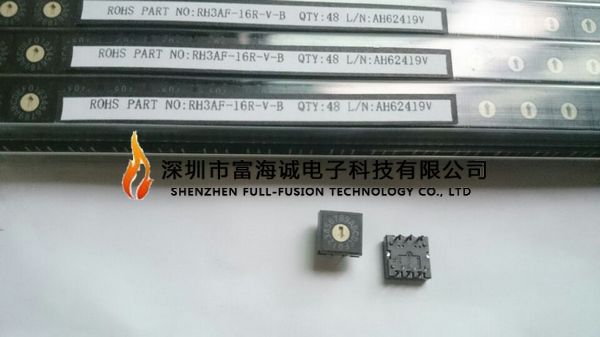 ROHS PART NO:RH3AF-16R-V-B QTY:48 L/N:AH62419V
ROHS PART NO:RH3AF-16R-V-B QTY:48 L/N:AH62419V
ROHS PART NO:RH3AF-16R-V-B QTY:48 L/N:AH62419V
深圳市富海诚电子科技有限公司
SHENZHEN FULL-FUSION TECHNOLOGY CO., LTD